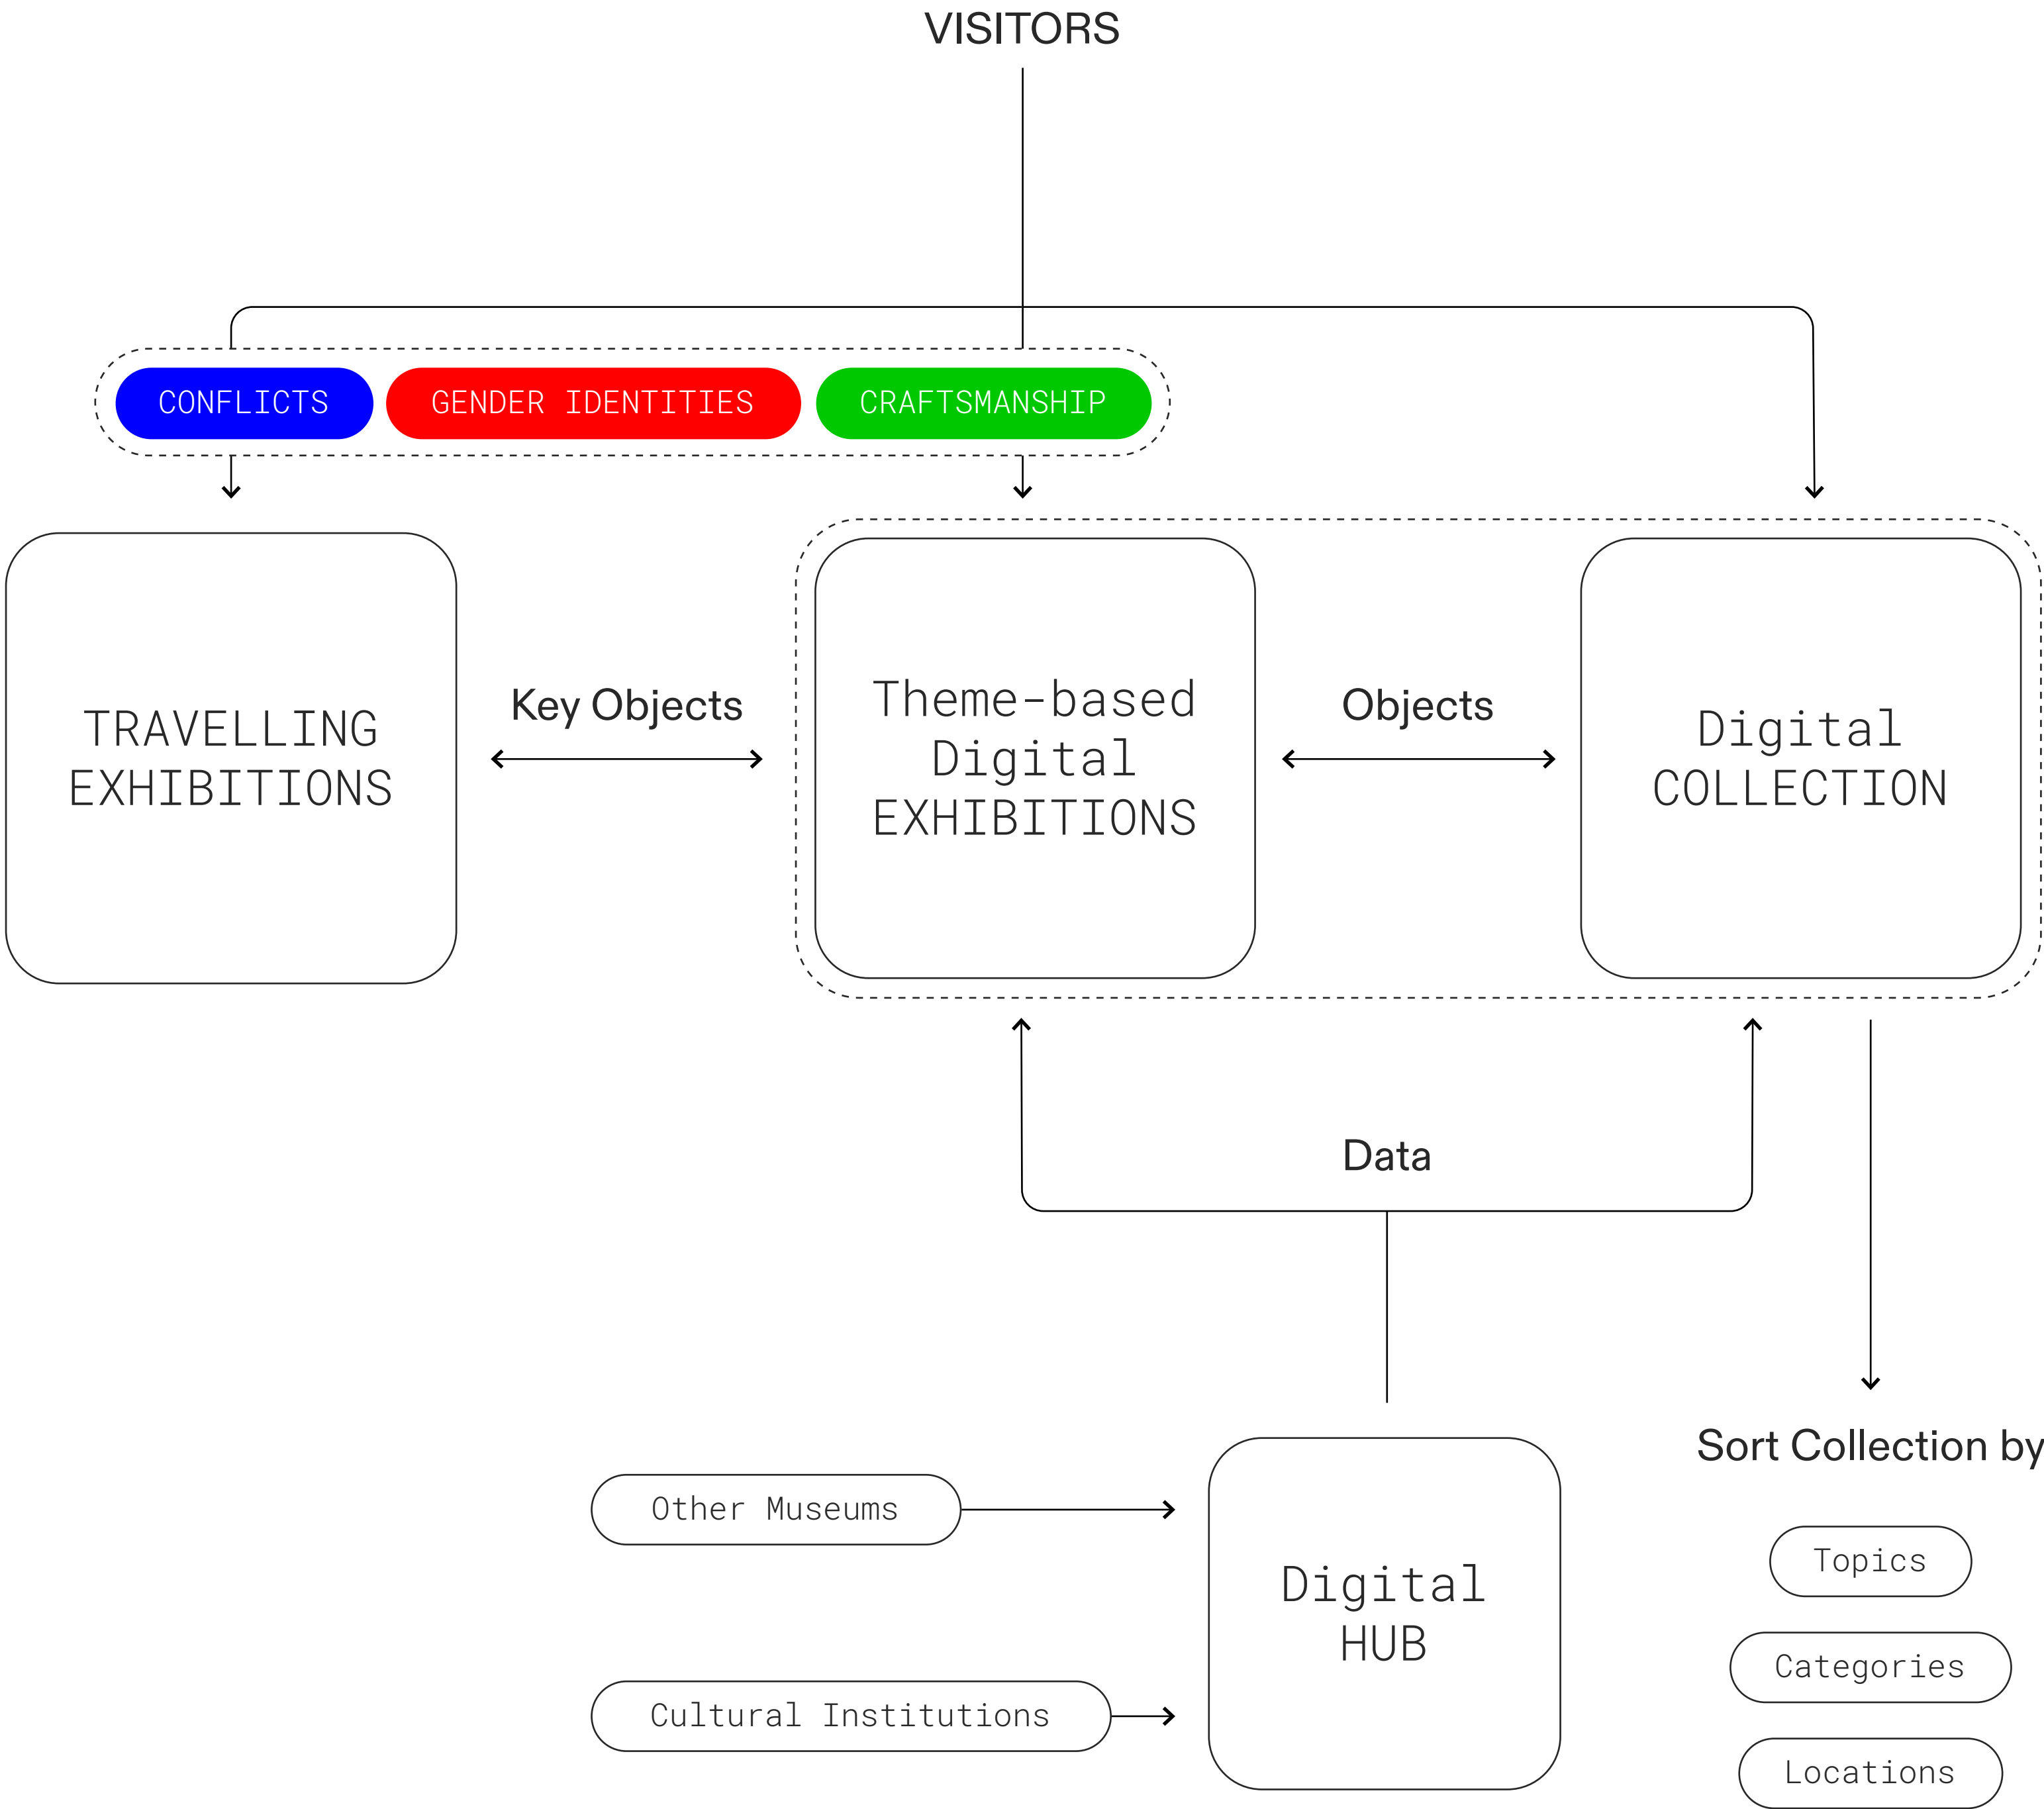 VISITORS
CONFLICTS
GENDER IDENTITIES
CRAFTSMANSHIP
TRAVELLING
EXHIBITIONS
Key Objects
Theme-based
Digital
EXHIBITIONS
Objects
Digital
COLLECTION
Data
Other Museums
Cultural Institutions
Digital
HUB
Sort Collection by
Topics
Categories
Locations